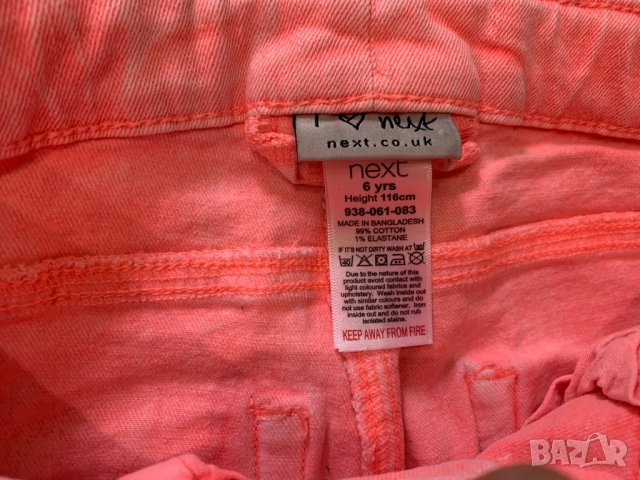 I ♡ next
next.co.uk
next
6 yrs
Height 116cm
938-061-083
MADE IN BANGLADESH
99% COTTON
1% ELASTANE
IF IT'S NOT DIRTY WASH AT 30
40
Due to the nature of this
product avoid contact with
light coloured fabrics and
upholstery. Wash inside out
with similar colours and do
not use fabric softener. Iron
inside out and do not rub
isolated stains.
KEEP AWAY FROM FIRE
BAZAR